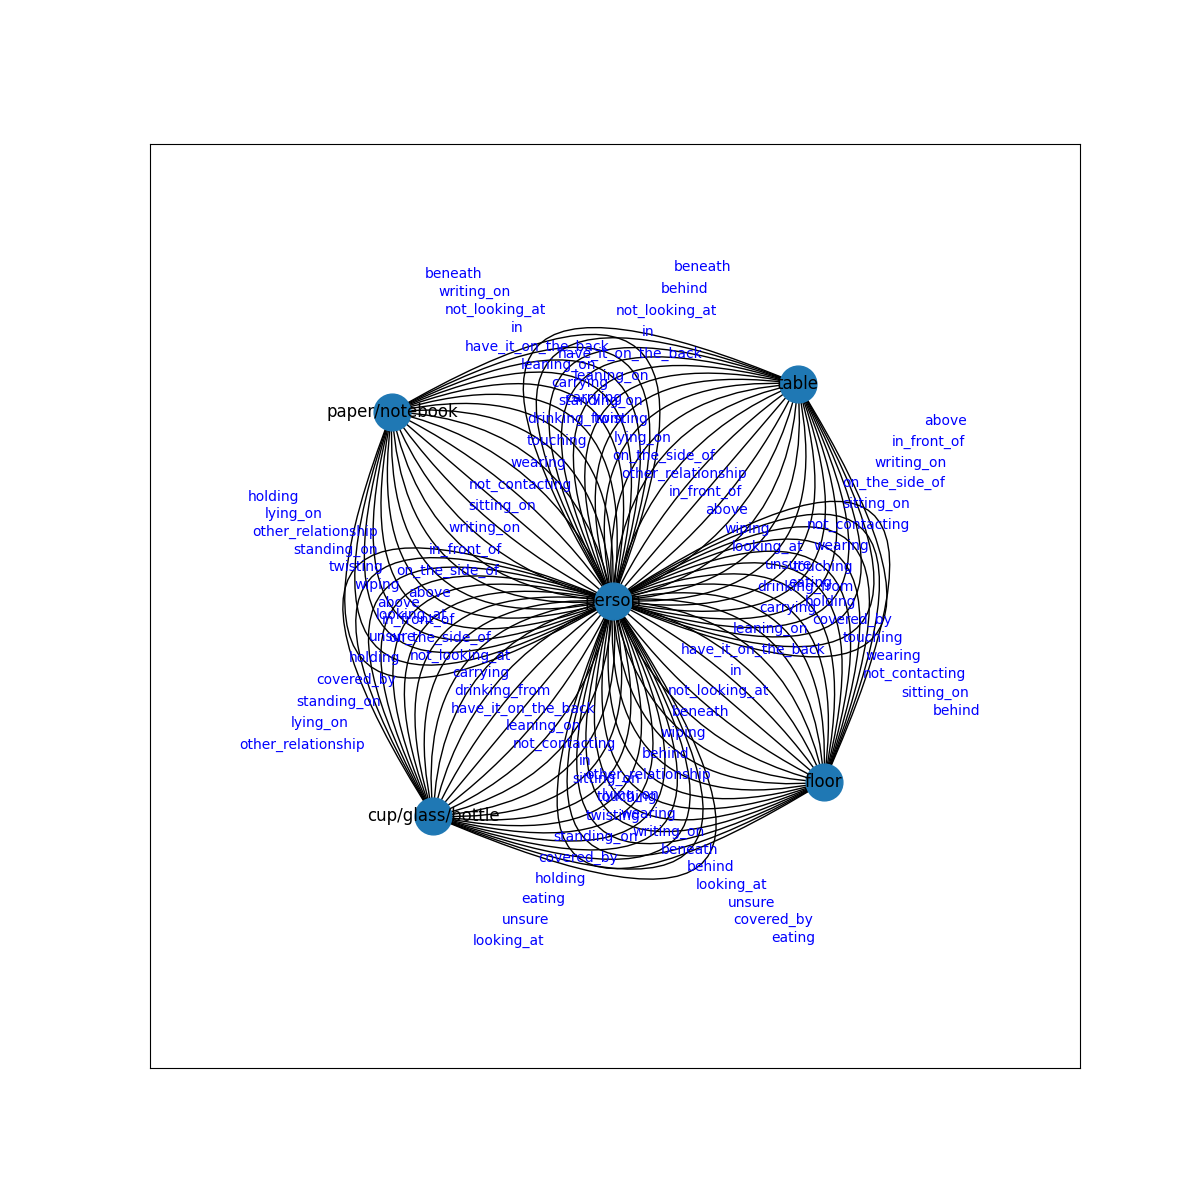 beneath
beneath
writing_on
behind
not_looking_at
not_looking_at
in
in
have_it_on_the_back
have_it_on_the_back
leaning_on
leaning_on
table
carrying
carrying
standing_on
paper/notebook
drinking_from
twisting
above
touching
lying_on
in_front_of
on_the_side_of
wearing
writing_on
other_relationship
not_contacting
on_the_side_of
in_front_of
holding
sitting_on
sitting_on
above
lying_on
writing_on
wiping
not_contacting
other_relationship
in_front_of
looking_at
wearing
standing_on
unsure
touching
twisting
on_the_side_of
eating
drinking_from
wiping
above
person
holding
above
carrying
looking_at
in_front_of
covered_by
leaning_on
unsure
on_the_side_of
touching
have_it_on_the_back
holding
not_looking_at
wearing
in
covered_by
carrying
not_contacting
not_looking_at
standing_on
drinking_from
sitting_on
have_it_on_the_back
beneath
behind
lying_on
leaning_on
wiping
other_relationship
not_contacting
behind
in
other_relationship
sitting_on
floor
touching
lying_on
cup/glass/bottle
twisting
wearing
standing_on
writing_on
covered_by
beneath
holding
behind
eating
looking_at
unsure
unsure
looking_at
covered_by
eating